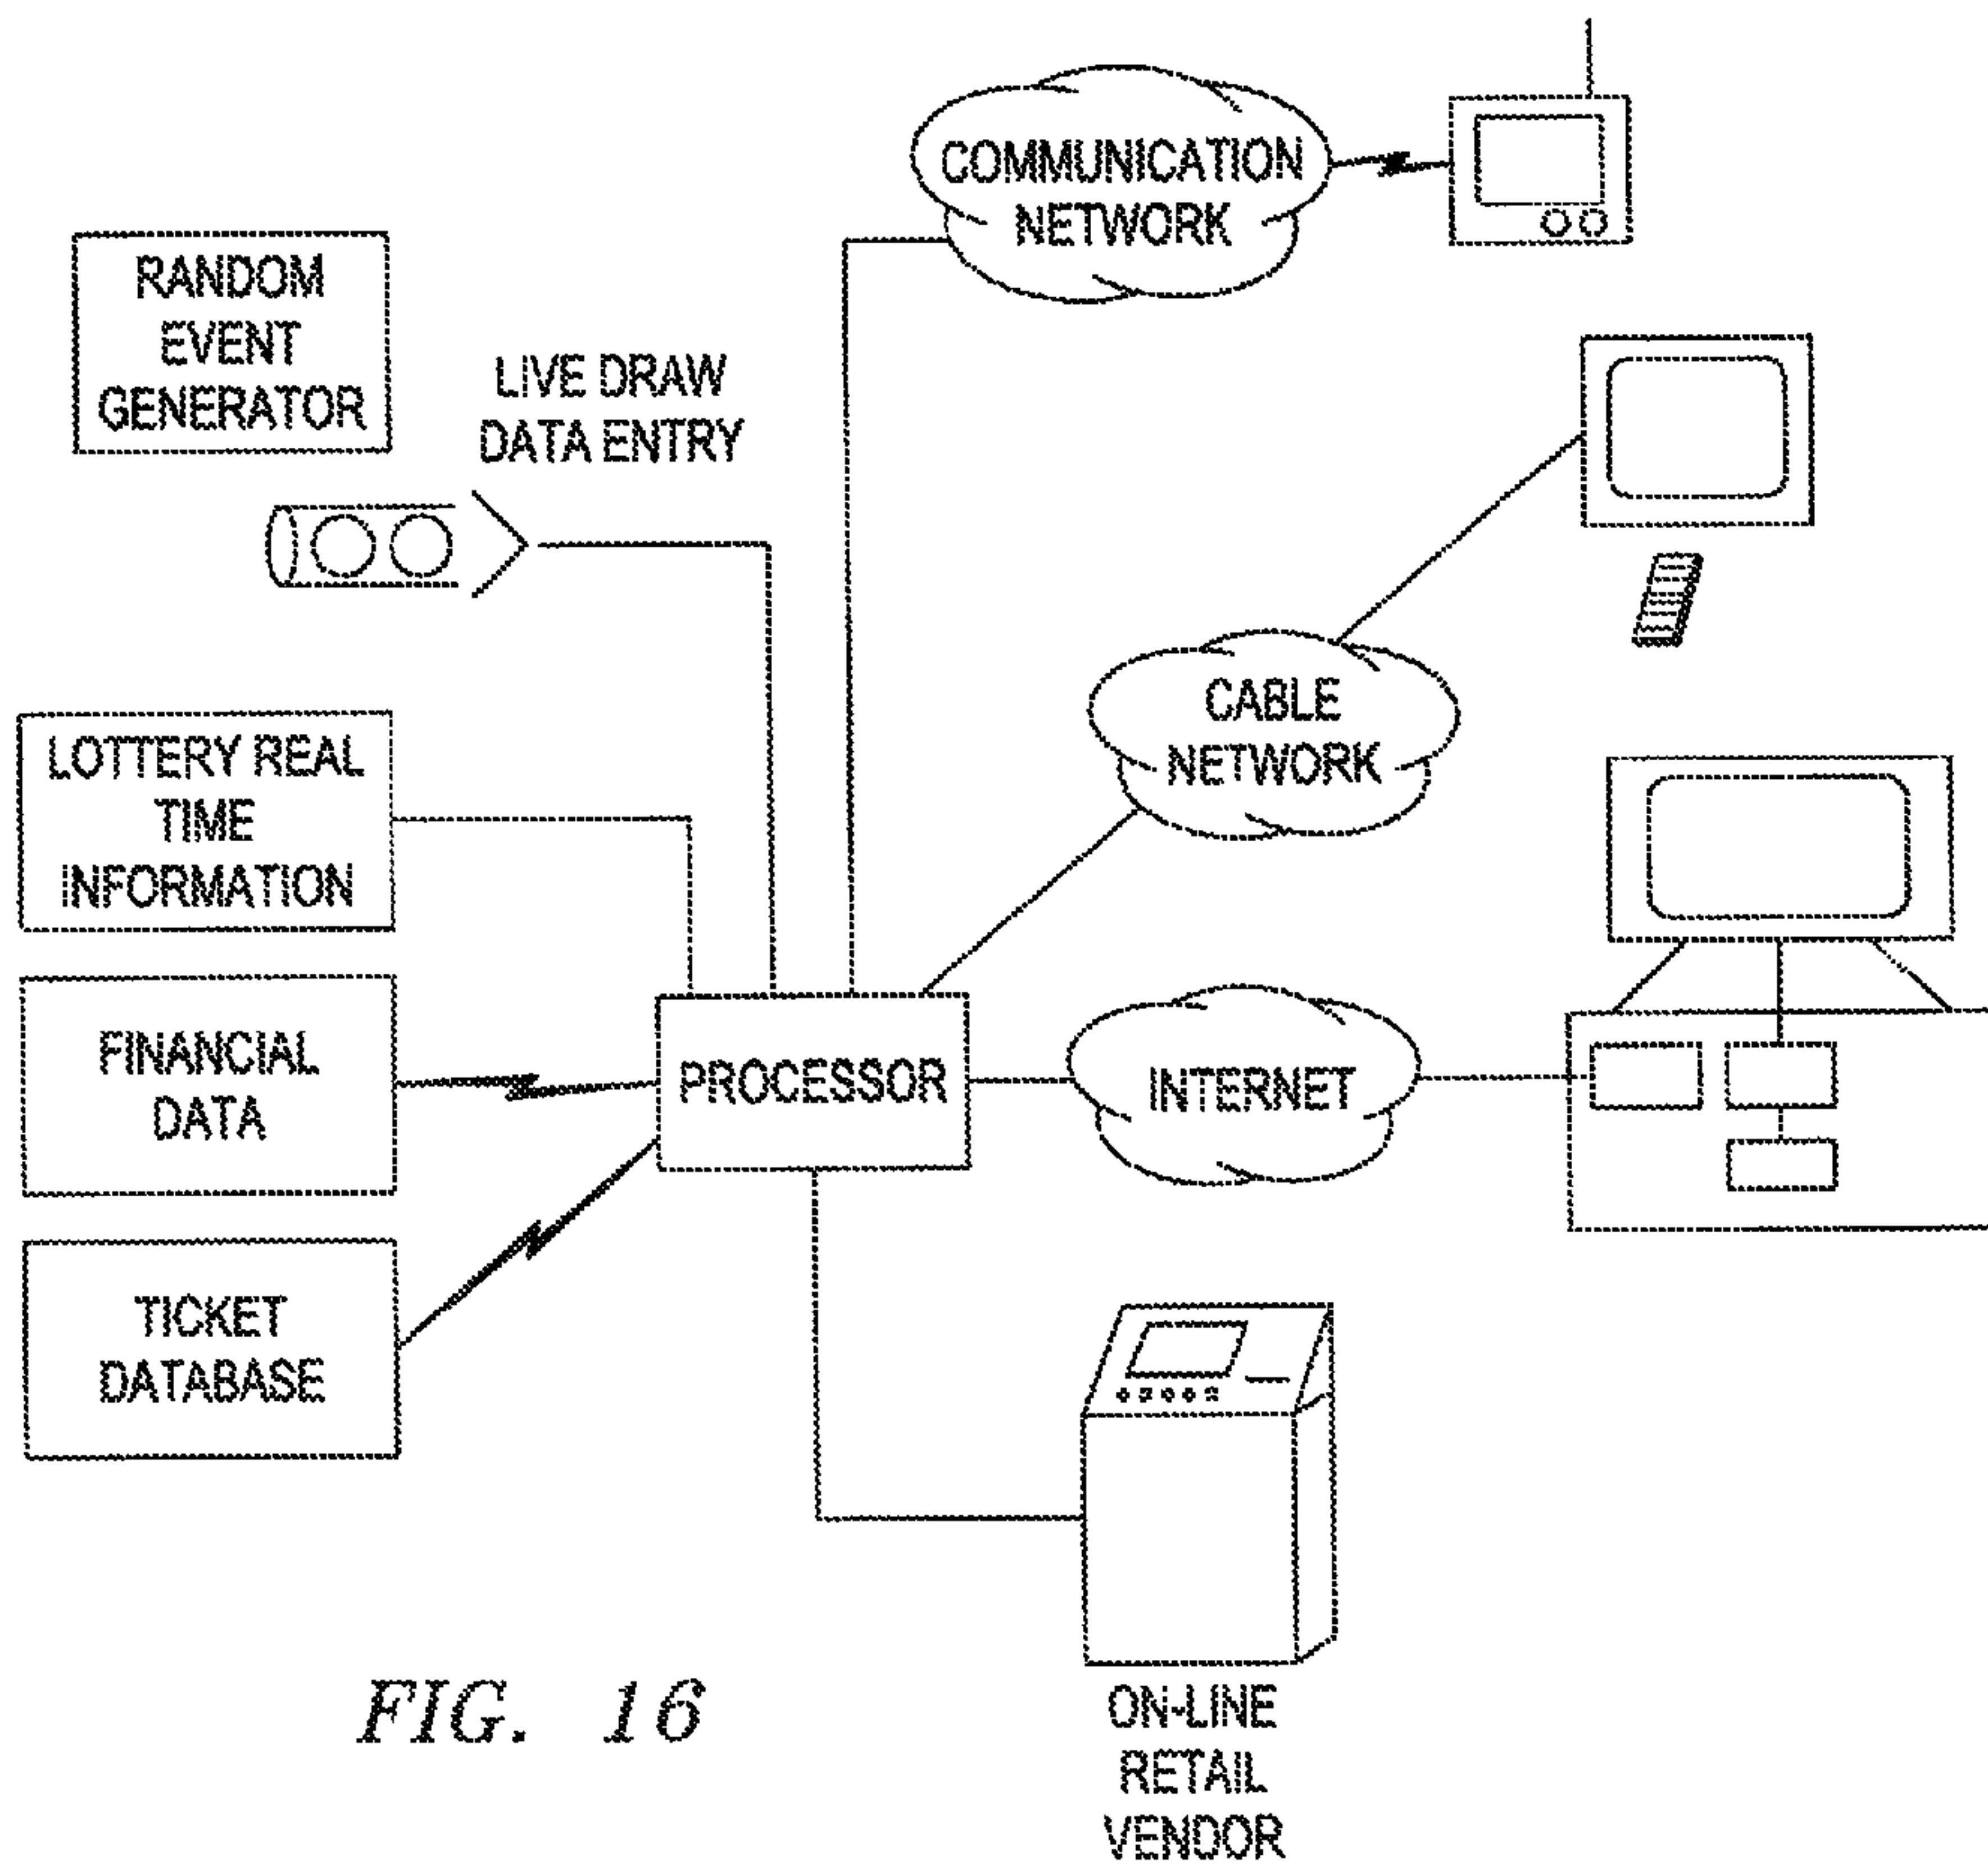 COMMUNICATION
NETWORK
RANDOM
EVENT
GENERATOR
LIVE DRAW
DATA ENTRY
CABLE
NETWORK
LOTTERY REAL
TIME
INFORMATION
FINANCIAL
DATA
PROCESSOR
INTERNET
TICKET
DATABASE
ON-LINE
RETAIL
VENDOR
FIG. 16